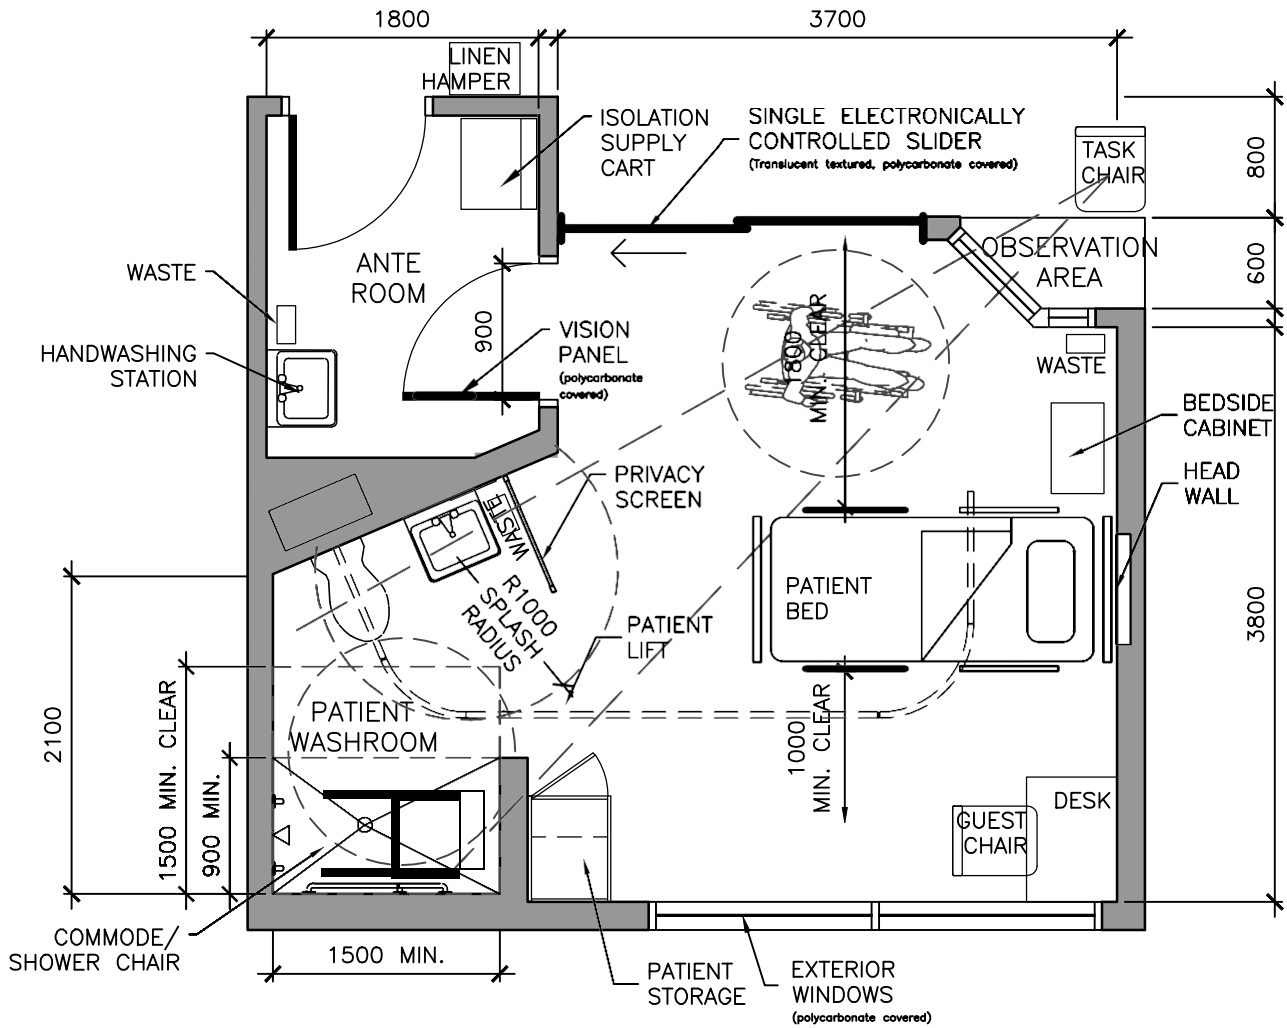 1800
3700
LINEN
HAMPER
ISOLATION
SUPPLY
CART
SINGLE ELECTRONICALLY
CONTROLLED SLIDER
(Translucent textured, polycarbonate covered)
TASK
CHAIR
800
OBSERVATION
AREA
600
ANTE
ROOM
WASTE
HANDWASHING
STATION
900
VISION
PANEL
(polycarbonate
covered)
1800
MIN. CLEAR
WASTE
BEDSIDE
CABINET
HEAD
WALL
PRIVACY
SCREEN
WASTE
R1000
SPLASH
RADIUS
PATIENT
LIFT
PATIENT
BED
3800
2100
1500 MIN. CLEAR
900 MIN.
PATIENT
WASHROOM
1000
MIN. CLEAR
DESK
GUEST
CHAIR
COMMODE/
SHOWER CHAIR
1500 MIN.
PATIENT
STORAGE
EXTERIOR
WINDOWS
(polycarbonate covered)